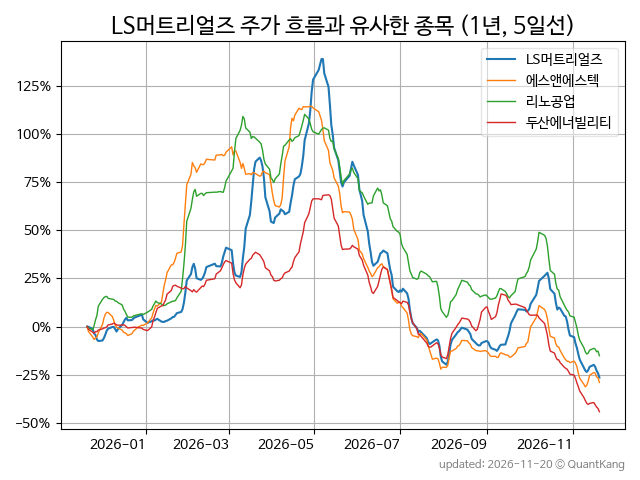 LS머트리얼즈 주가 흐름과 유사한 종목 (1년, 5일선)
LS머트리얼즈
에스앤에스텍
리노공업
두산에너빌리티
125%
100%
75%
50%
25%
0%
−25%
−50%
2026-01
2026-03
2026-05
2026-07
2026-09
2026-11
updated: 2026-11-20 © QuantKang